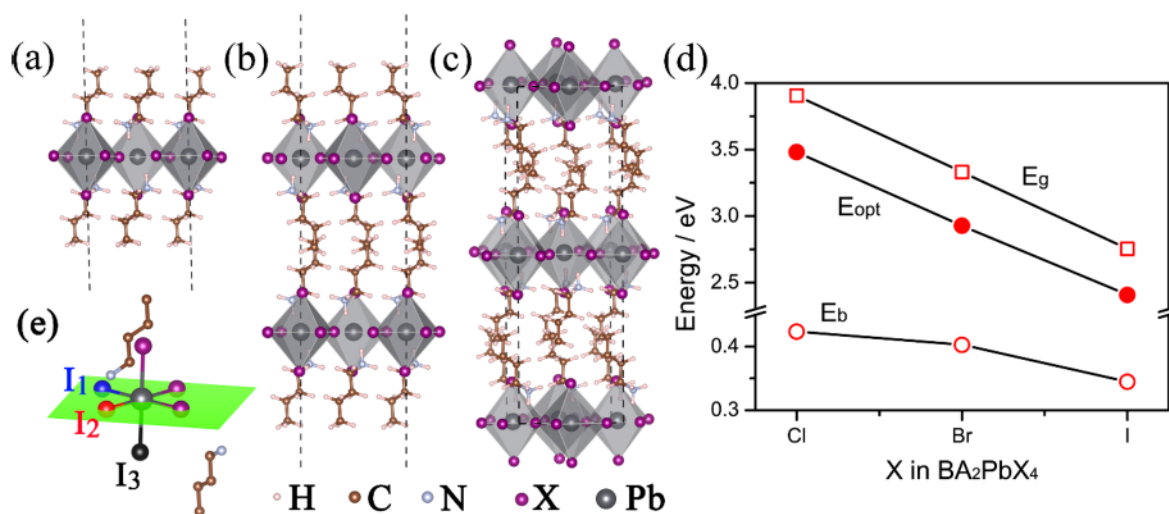 (a)
(b)
(c)
(d)
4.0
3.5
3.0
2.5
0.4
0.3
Energy / eV
Eg
Eopt
Eb
Cl
Br
I
X in BA₂PbX₄
(e)
I₁
I₂
I₃
H C N X Pb